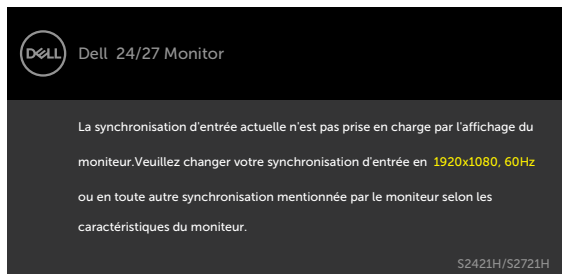 DELL
Dell 24/27 Monitor
La synchronisation d'entrée actuelle n'est pas prise en charge par l'affichage du
moniteur.Veuillez changer votre synchronisation d'entrée en 1920x1080, 60Hz
ou en toute autre synchronisation mentionnée par le moniteur selon les
caractéristiques du moniteur.
S2421H/S2721H